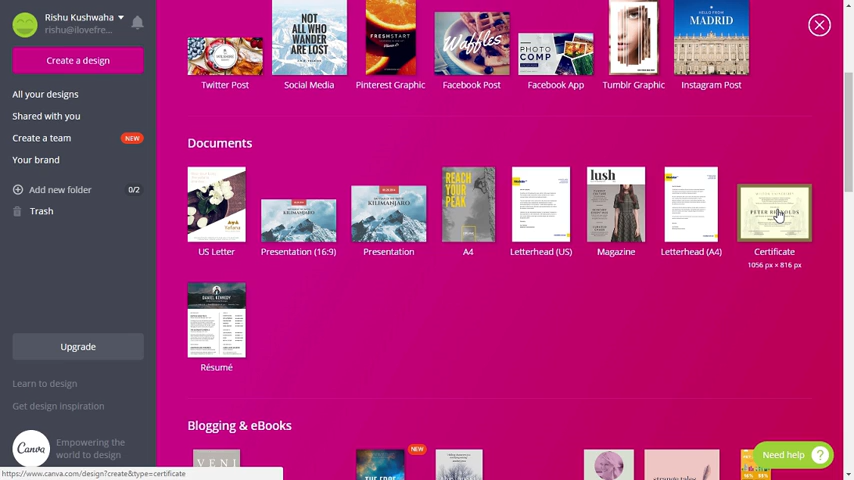 Rishu Kushwaha
rishu@ilovefre...
Create a design
All your designs
Shared with you
Create a team
NEW
Your brand
Add new folder
0/2
Trash
Upgrade
Learn to design
Get design inspiration
Canva
Empowering the
world to design
NOT
ALL WHO
WANDER
ARE LOST
FRESHSTART
Waffles
PHOTO
COMP
HELLO FROM
MADRID
Twitter Post
Social Media
Pinterest Graphic
Facebook Post
Facebook App
Tumblr Graphic
Instagram Post
Documents
KILIMANJARO
KILIMANJARO
REACH
YOUR
PEAK
lush
US Letter
Presentation (16:9)
Presentation
A4
Letterhead (US)
Magazine
Letterhead (A4)
Certificate
1056 px × 816 px
DANIEL KENNEDY
Résumé
Blogging & eBooks
NEW
VENI
Need help
?
https://www.canva.com/design?create&type=certificate